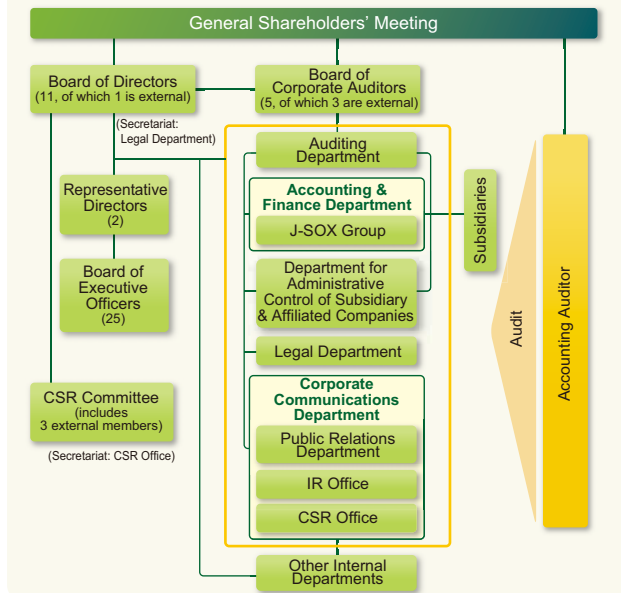 General Shareholders' Meeting
Board of Directors
(11, of which 1 is external)
Board of
Corporate Auditors
(5, of which 3 are external)
(Secretariat:
Legal Department)
Auditing
Department
Representative
Directors
(2)
Accounting &
Finance Department
J-SOX Group
Subsidiaries
Board of
Executive
Officers
(25)
Department for
Administrative
Control of Subsidiary
& Affiliated Companies
Audit
Accounting Auditor
Legal Department
CSR Committee
(includes
3 external members)
(Secretariat: CSR Office)
Corporate
Communications
Department
Public Relations
Department
IR Office
CSR Office
Other Internal
Departments